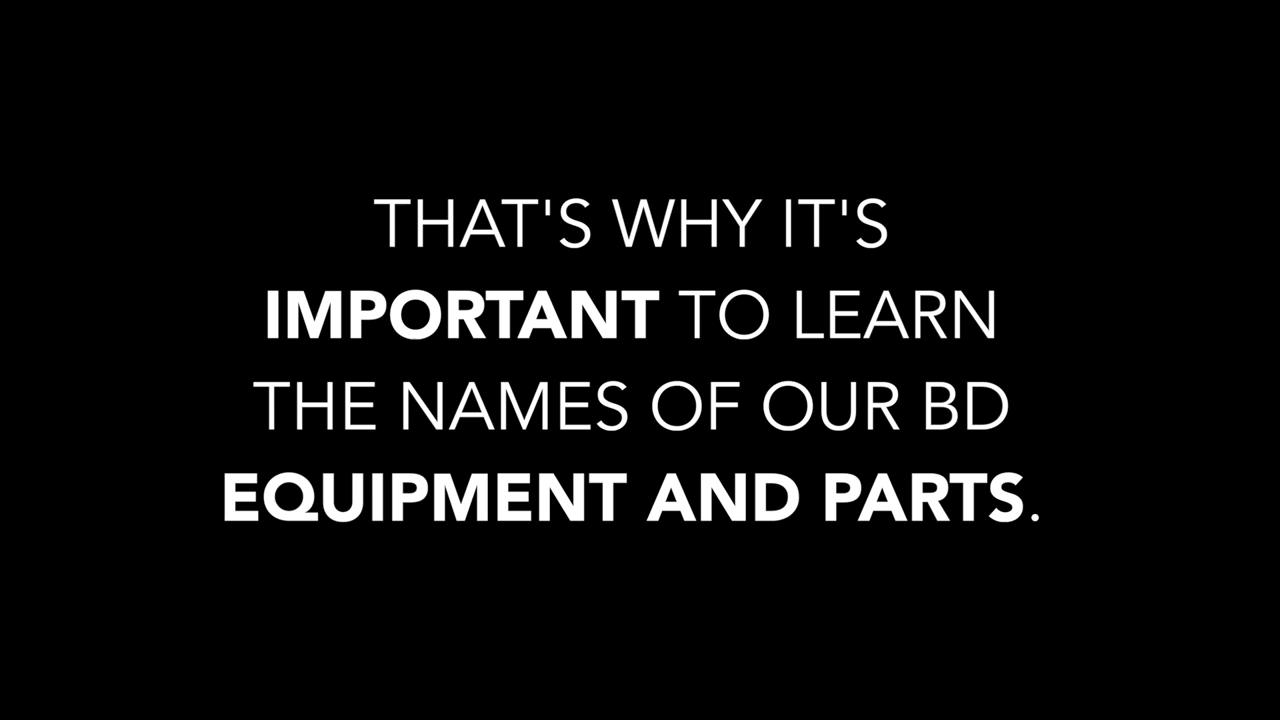 THAT'S WHY IT'S
IMPORTANT TO LEARN
THE NAMES OF OUR BD
EQUIPMENT AND PARTS.